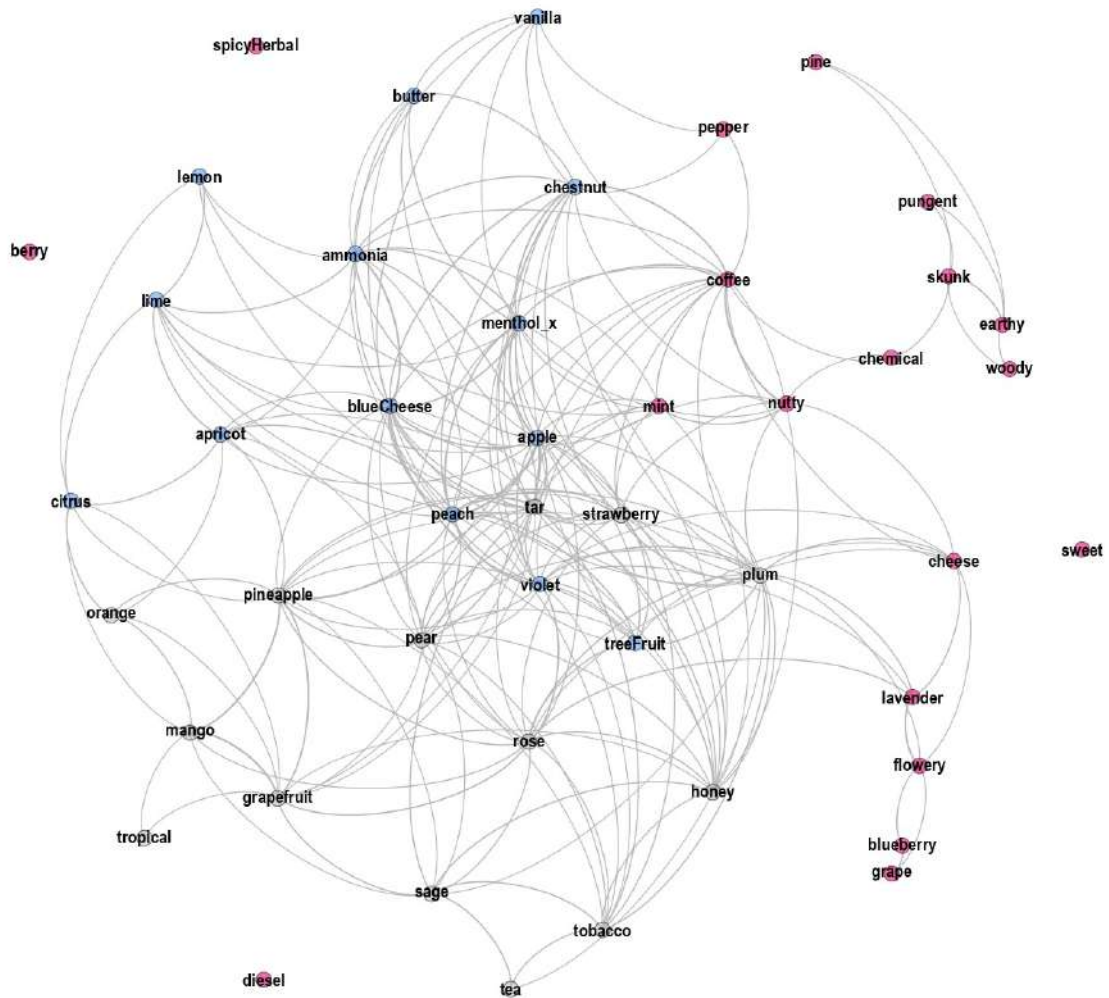 vanilla
spicyHerbal
pine
butter
pepper
lemon
chestnut
pungent
berry
ammonia
skunk
coffee
lime
menthol_x
earthy
chemical
woody
blueCheese
mint
nutty
apricot
apple
citrus
peach
tar
strawberry
sweet
cheese
plum
violet
pineapple
orange
pear
treeFruit
lavender
mango
rose
flowery
honey
grapefruit
tropical
blueberry
grape
sage
tobacco
diesel
tea